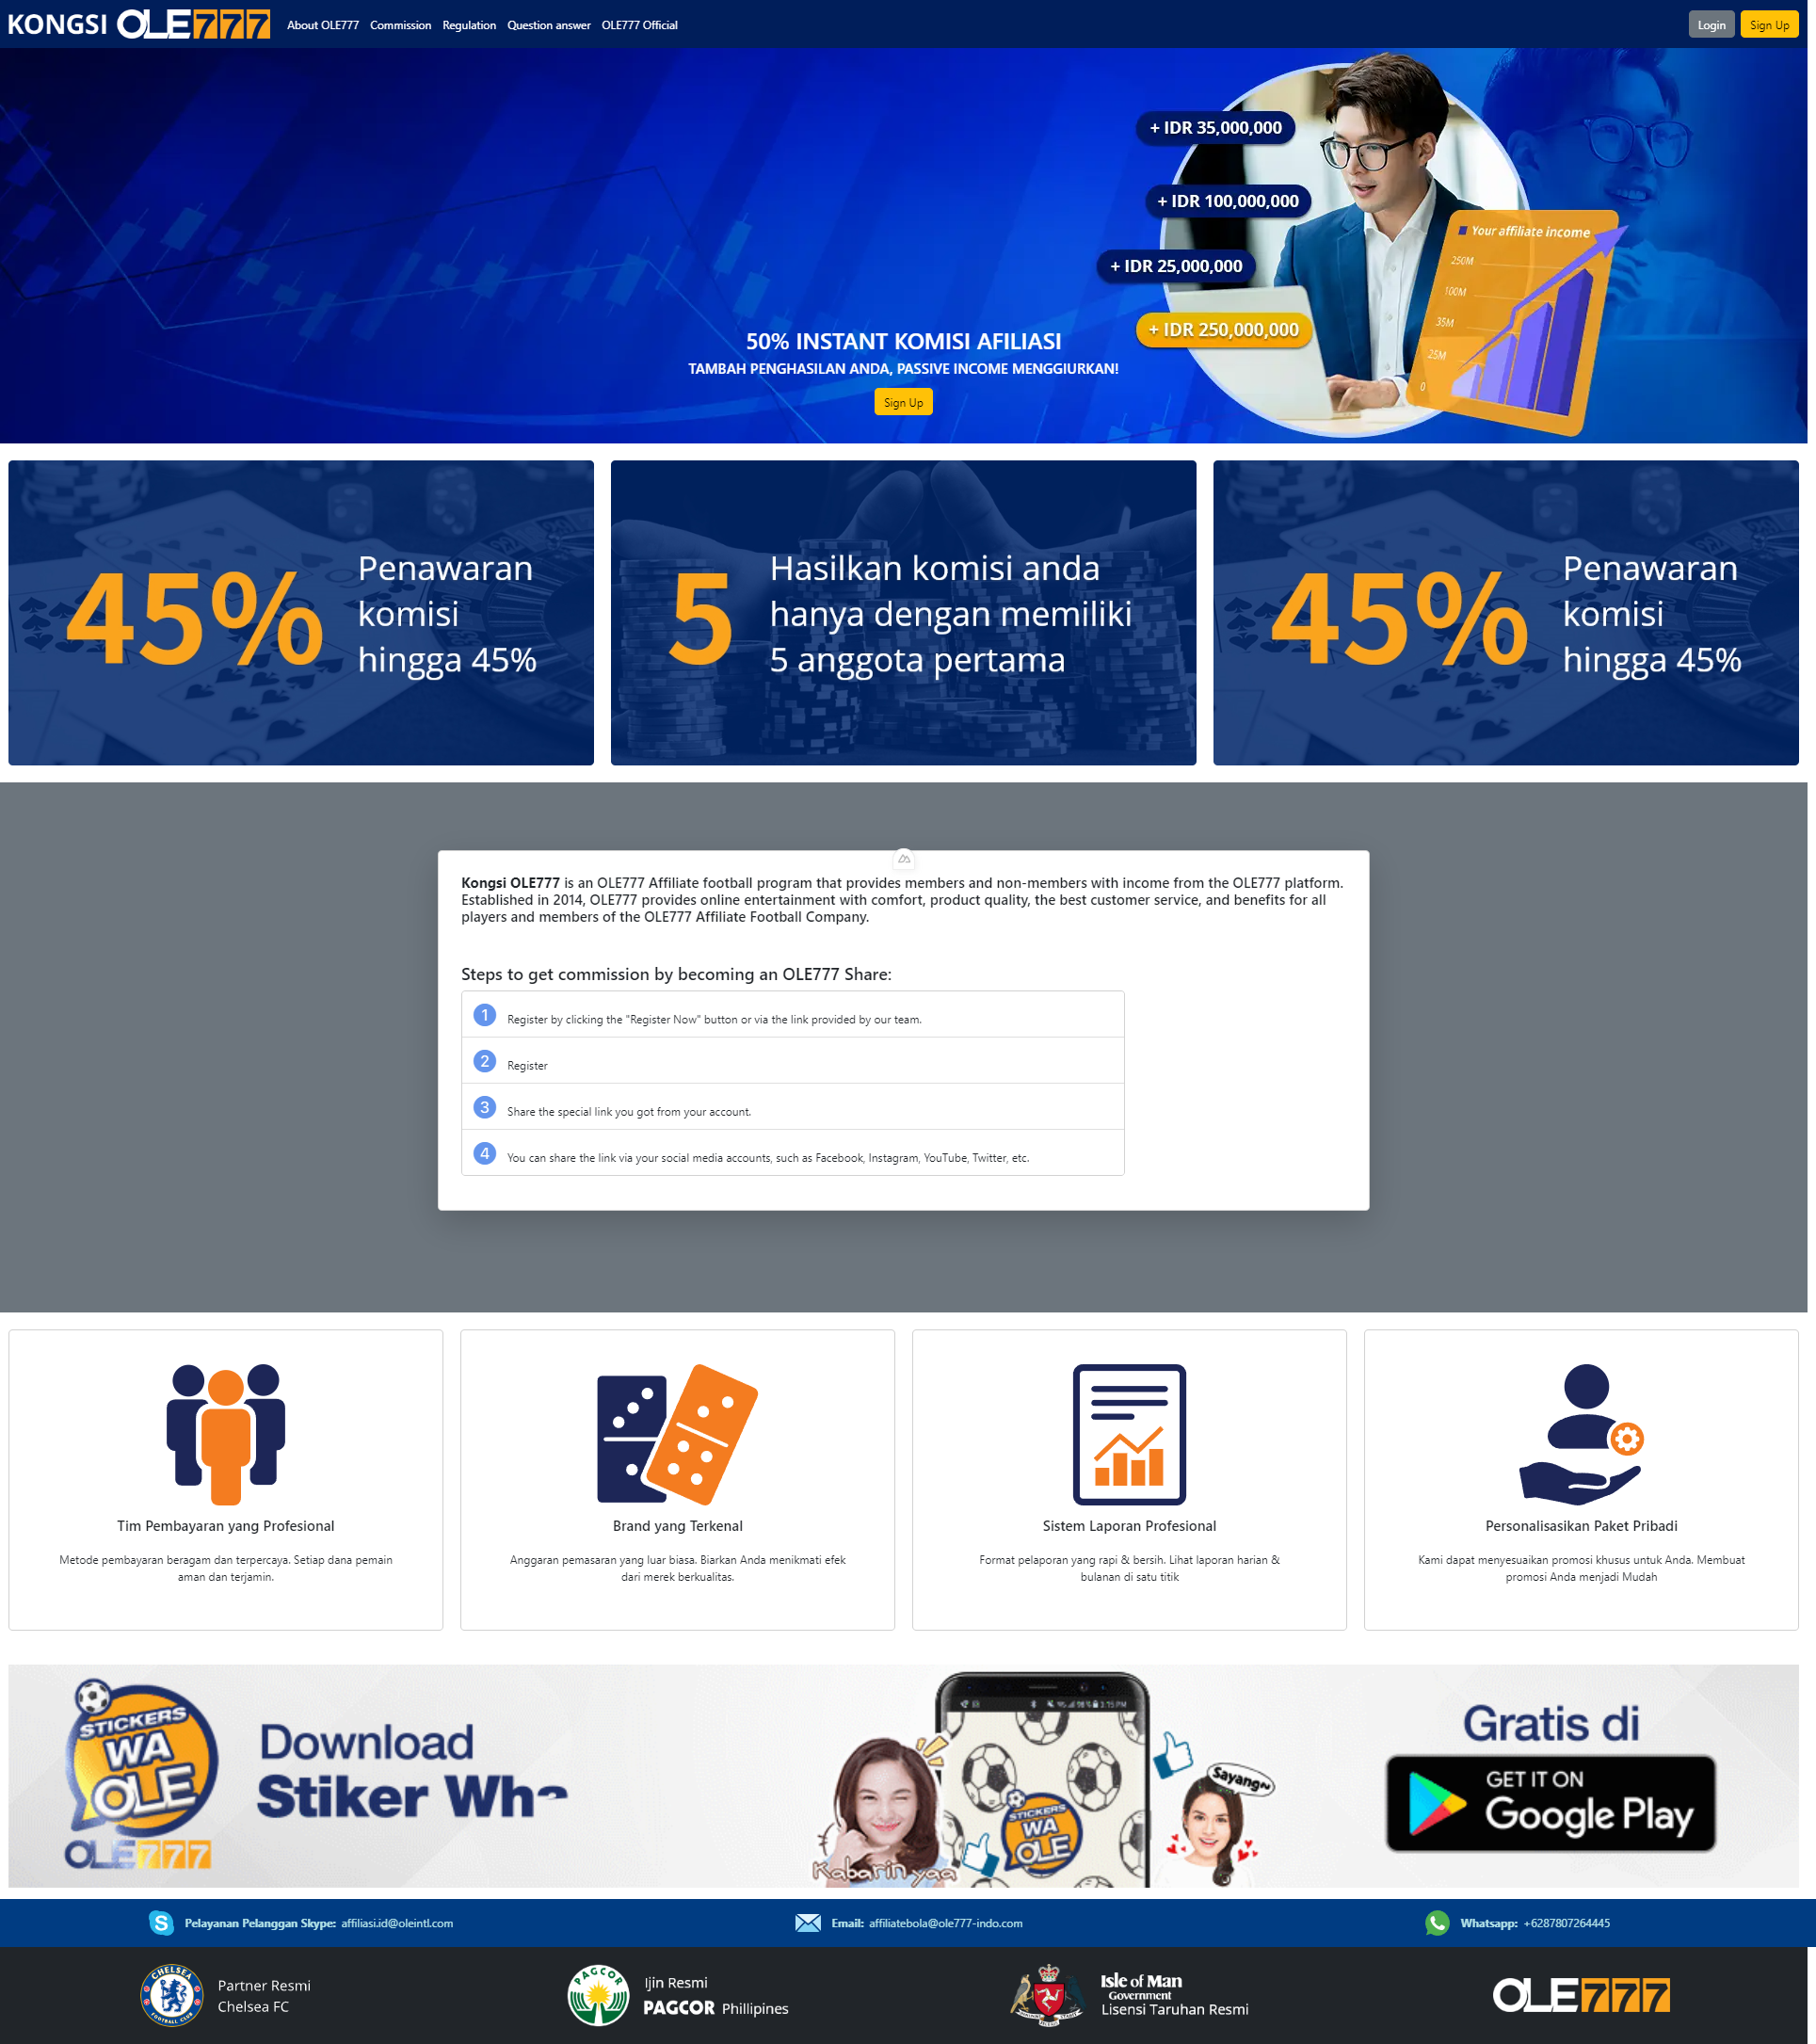 KONGSI OLE777 About OLE777 Commission Regulation Question answer OLE777 Official Login Sign Up
+ IDR 35,000,000
+ IDR 100,000,000
Your affiliate income
+ IDR 25,000,000
250M
100M
+ IDR 250,000,000
35M
25M
0
50% INSTANT KOMISI AFILIASI
TAMBAH PENGHASILAN ANDA, PASSIVE INCOME MENGGIURKAN!
Sign Up
45%
Penawaran
komisi
hingga 45%
5
Hasilkan komisi anda
hanya dengan memiliki
5 anggota pertama
45%
Penawaran
komisi
hingga 45%
Kongsi OLE777 is an OLE777 Affiliate football program that provides members and non-members with income from the OLE777 platform.
Established in 2014, OLE777 provides online entertainment with comfort, product quality, the best customer service, and benefits for all
players and members of the OLE777 Affiliate Football Company.
Steps to get commission by becoming an OLE777 Share:
1 Register by clicking the "Register Now" button or via the link provided by our team.
2 Register
3 Share the special link you got from your account.
4 You can share the link via your social media accounts, such as Facebook, Instagram, YouTube, Twitter, etc.
Tim Pembayaran yang Profesional
Metode pembayaran beragam dan terpercaya. Setiap dana pemain
aman dan terjamin.
Brand yang Terkenal
Anggaran pemasaran yang luar biasa. Biarkan Anda menikmati efek
dari merek berkualitas.
Sistem Laporan Profesional
Format pelaporan yang rapi & bersih. Lihat laporan harian &
bulanan di satu titik
Personalisasikan Paket Pribadi
Kami dapat menyesuaikan promosi khusus untuk Anda. Membuat
promosi Anda menjadi Mudah
STICKERS
WA
OLE
OLE777
Download
Stiker Wha
3:15 PM
Sayang~
STICKERS
WA
OLE
Kabarin yaa
Gratis di
GET IT ON
Google Play
Pelayanan Pelanggan Skype: affiliasi.id@oleintl.com
Email: affiliatebola@ole777-indo.com
Whatsapp: +6287807264445
CHELSEA
FOOTBALL CLUB
Partner Resmi
Chelsea FC
PAGCOR
Ijin Resmi
PAGCOR Phillipines
Isle of Man
Government
Lisensi Taruhan Resmi
OLE777